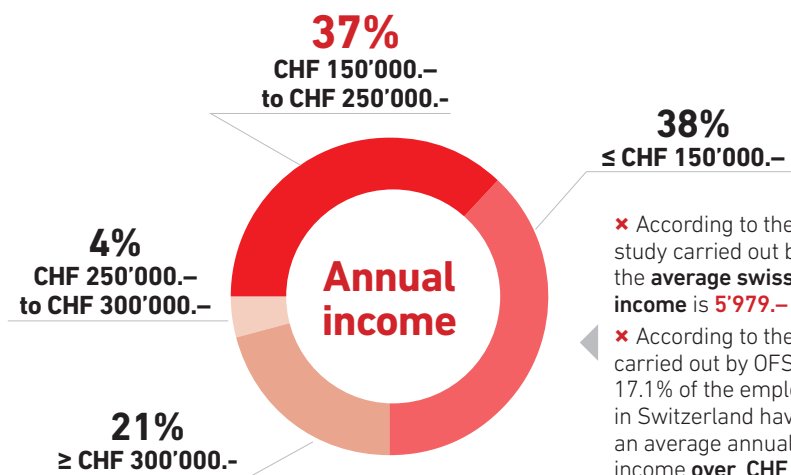 37%
CHF 150’000.–
to CHF 250’000.-
38%
≤ CHF 150’000.–
4%
CHF 250’000.–
to CHF 300’000.–
Annual
income
21%
≥ CHF 300’000.-
× According to the
study carried out b
the average swiss
income is 5’979.–
× According to the
carried out by OFS
17.1% of the emplo
in Switzerland hav
an average annual
income over CHF